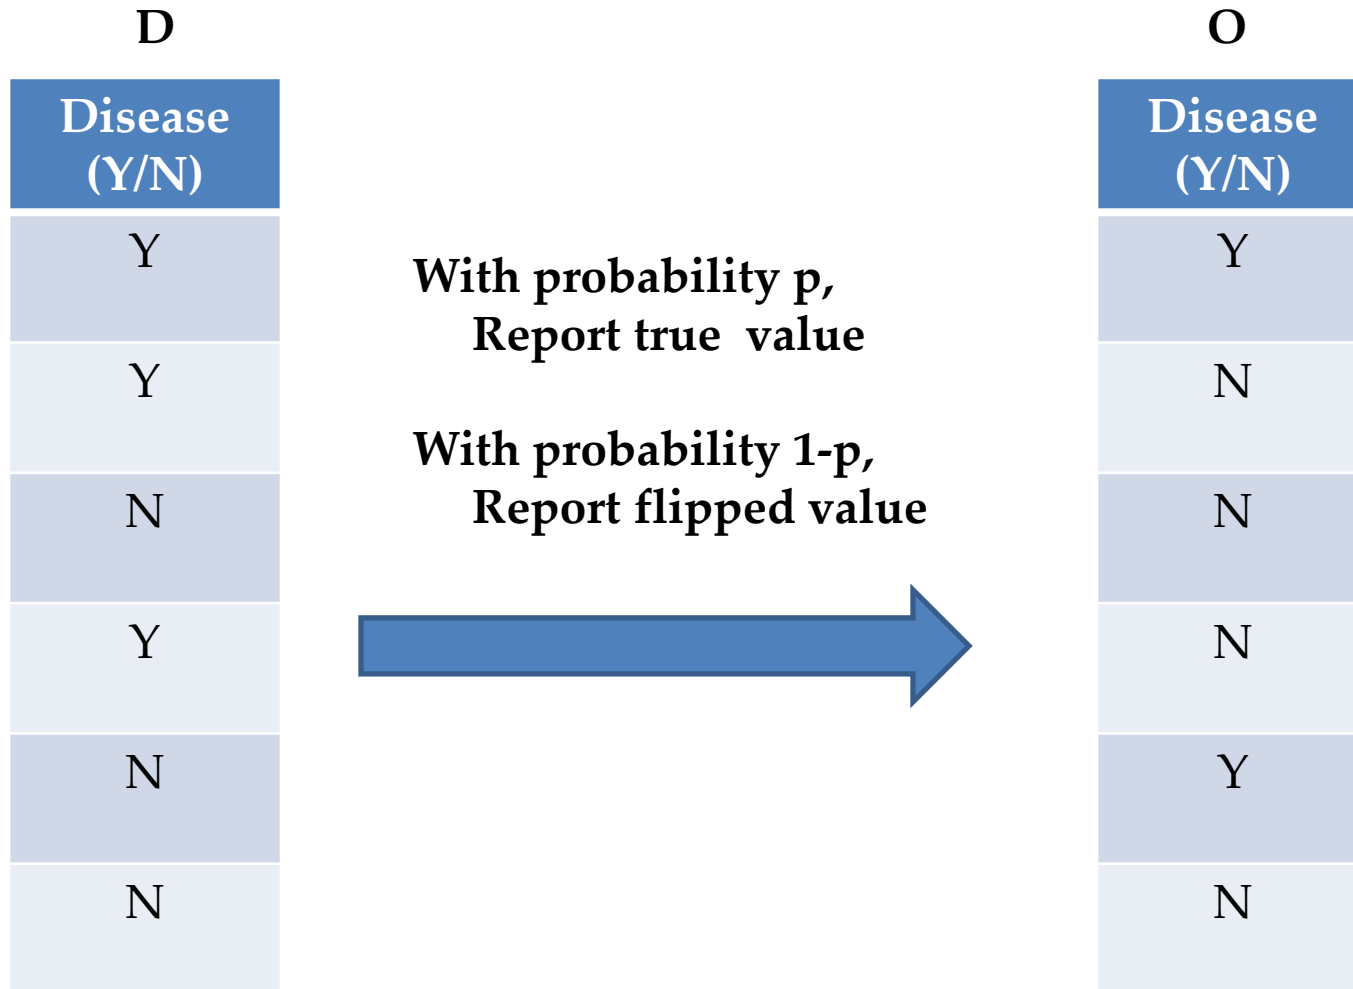 D
Disease
(Y/N)
Y
Y
N
Y
N
N
With probability p,
Report true value
With probability 1-p,
Report flipped value
O
Disease
(Y/N)
Y
N
N
N
Y
N